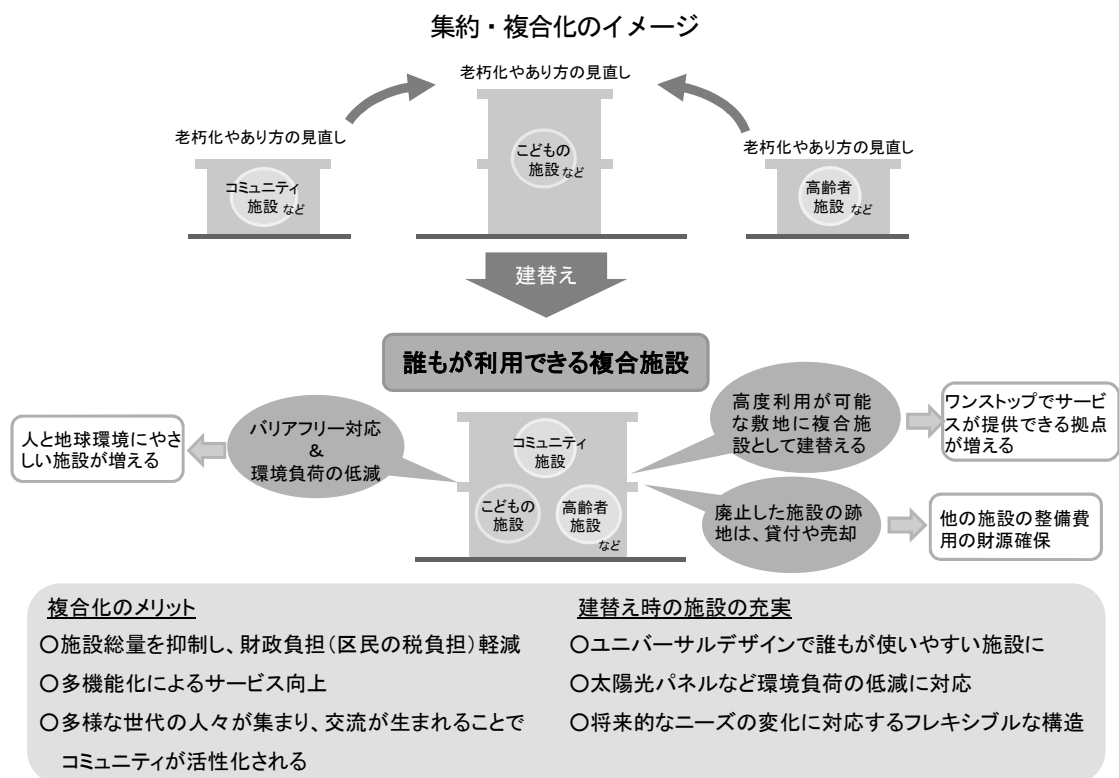 集約・複合化のイメージ
老朽化やあり方の見直し
老朽化やあり方の見直し
老朽化やあり方の見直し
コミュニティ
施設 など
こどもの
施設 など
高齢者
施設 など
建替え
誰もが利用できる複合施設
人と地球環境にやさ
しい施設が増える
バリアフリー対応
&
環境負荷の低減
コミュニティ
施設
こどもの
施設
高齢者
施設
など
高度利用が可能
な敷地に複合施
設として建替える
ワンストップでサービ
スが提供できる拠点
が増える
廃止した施設の跡
地は、貸付や売却
他の施設の整備費
用の財源確保
複合化のメリット
○施設総量を抑制し、財政負担(区民の税負担)軽減
○多機能化によるサービス向上
○多様な世代の人々が集まり、交流が生まれることで
コミュニティが活性化される
建替え時の施設の充実
○ユニバーサルデザインで誰もが使いやすい施設に
○太陽光パネルなど環境負荷の低減に対応
○将来的なニーズの変化に対応するフレキシブルな構造